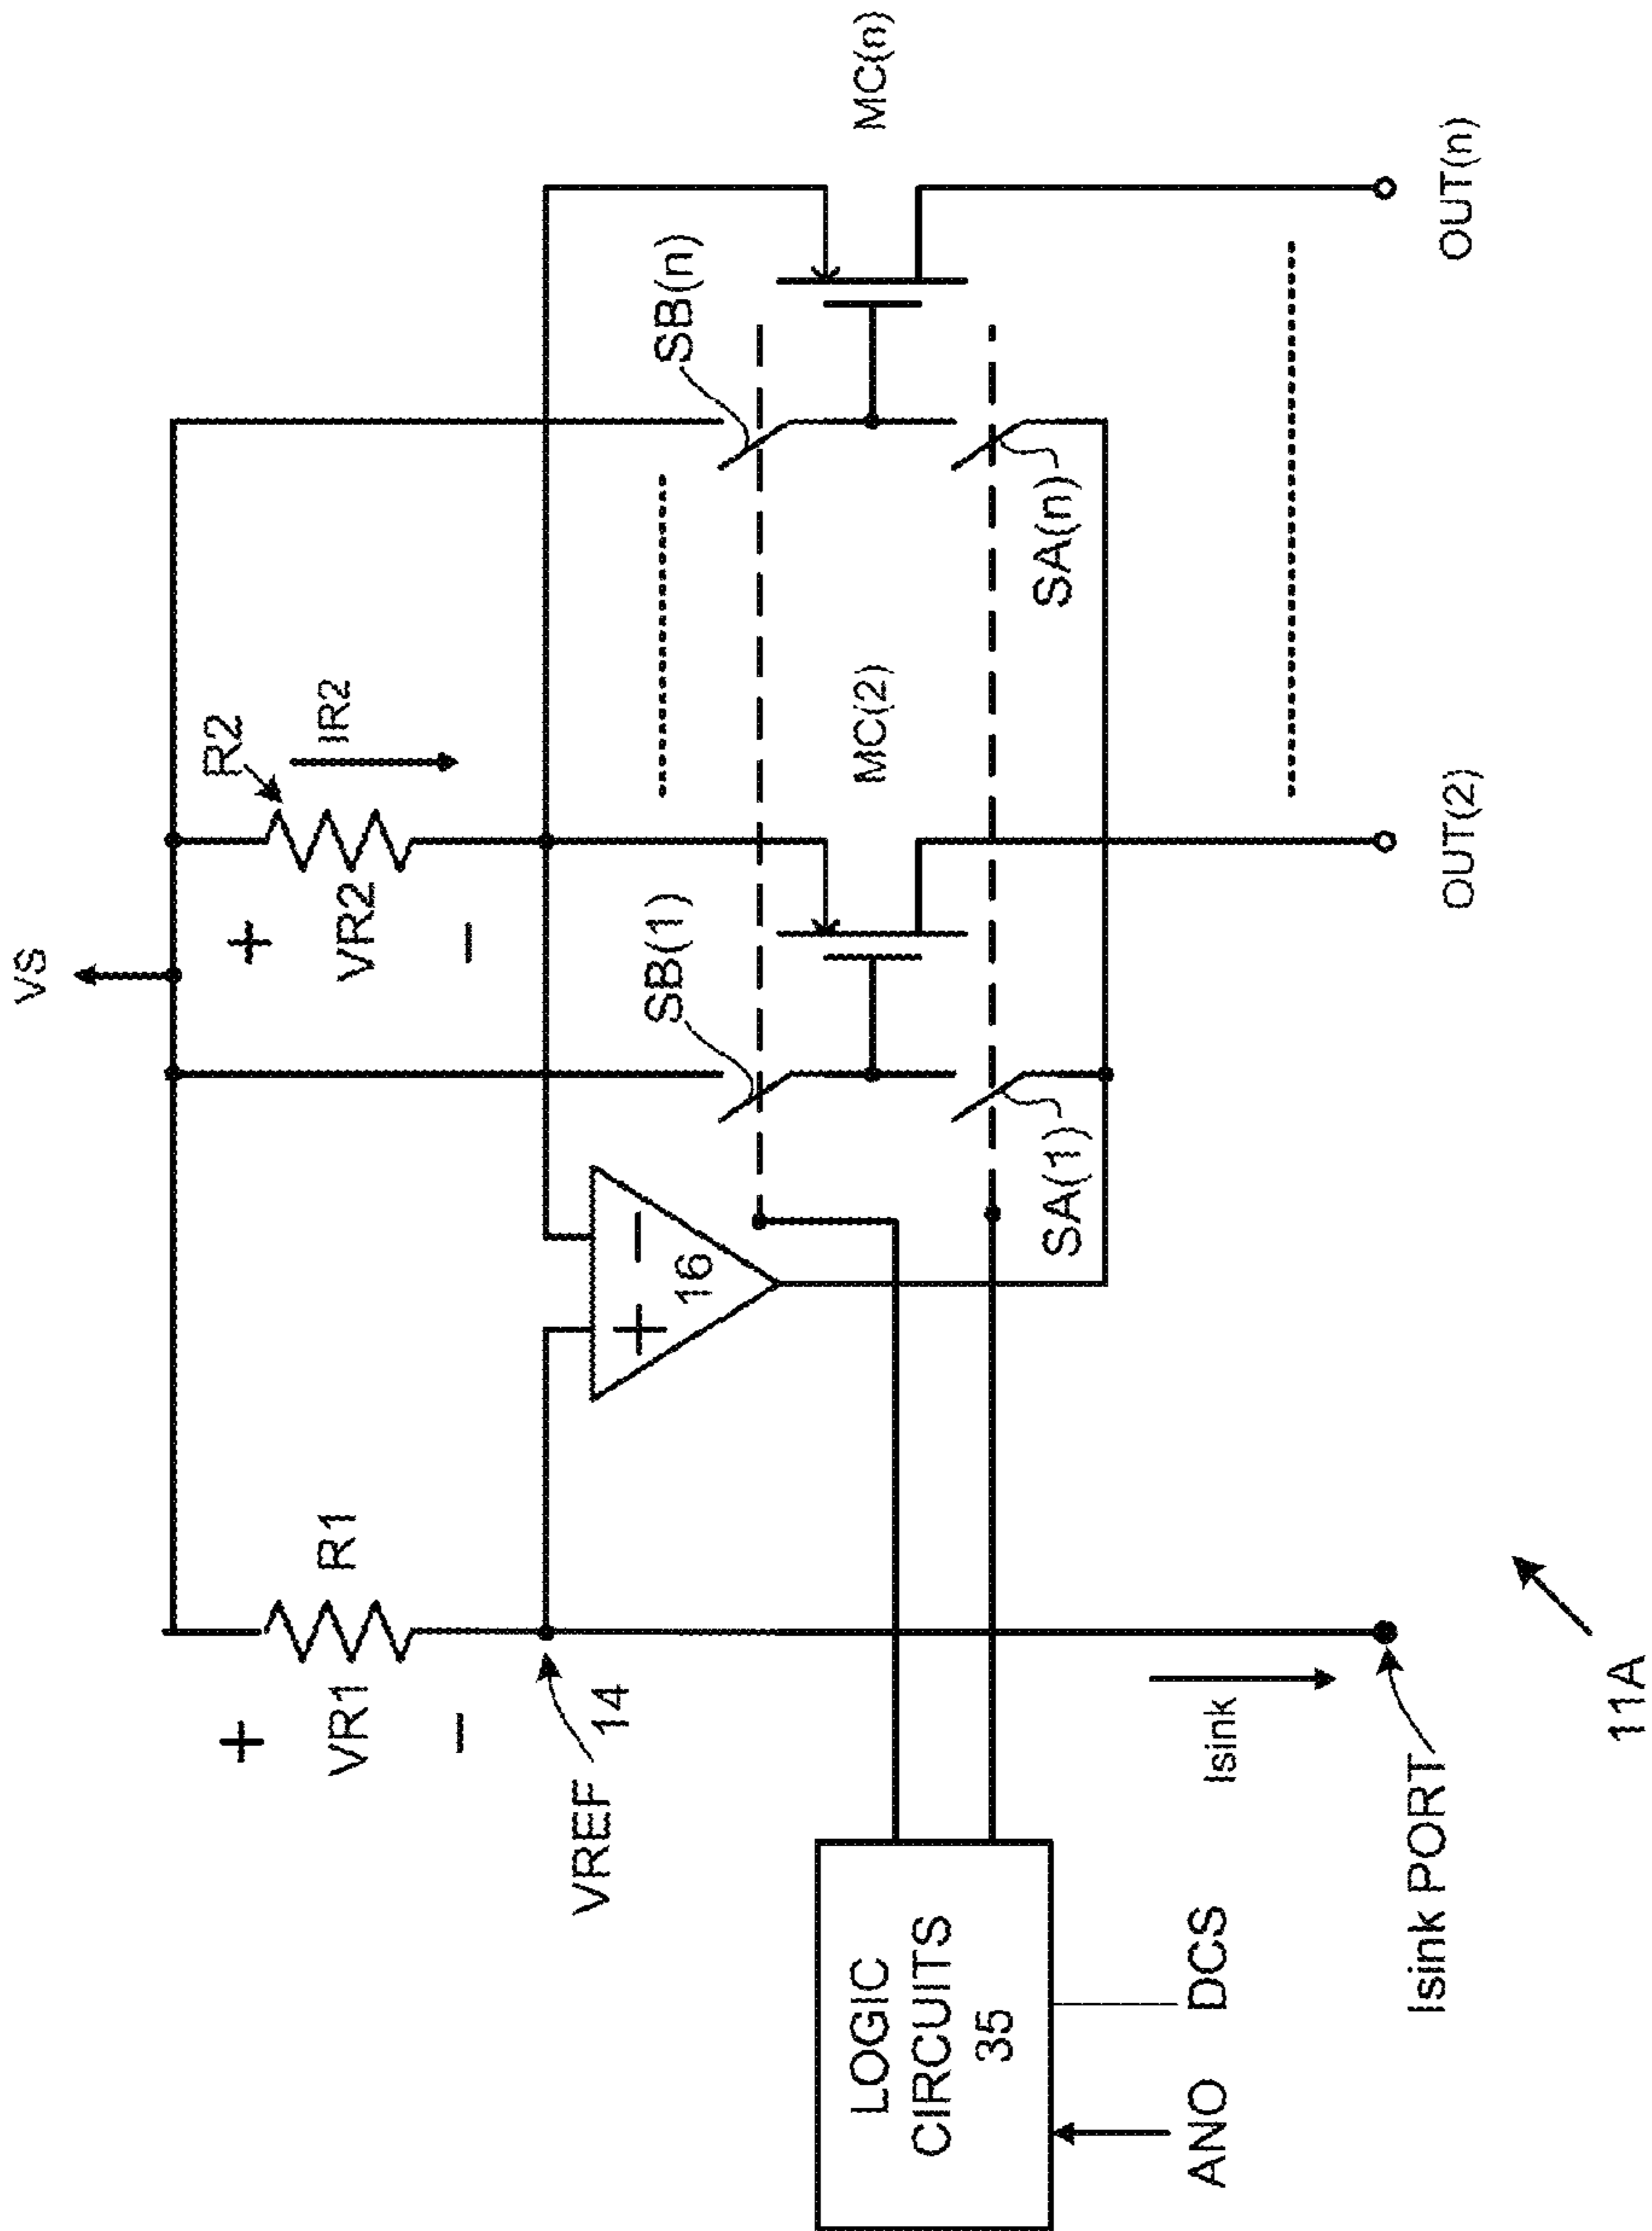 VS
R2
IR2
+
VR2
−
+
VR1
−
R1
VREF
14
+
−
16
SB(1)
SB(n)
MC(2)
MC(n)
SA(1)
SA(n)
LOGIC
CIRCUITS
35
ANO
DCS
Isink
Isink PORT
OUT(2)
OUT(n)
11A